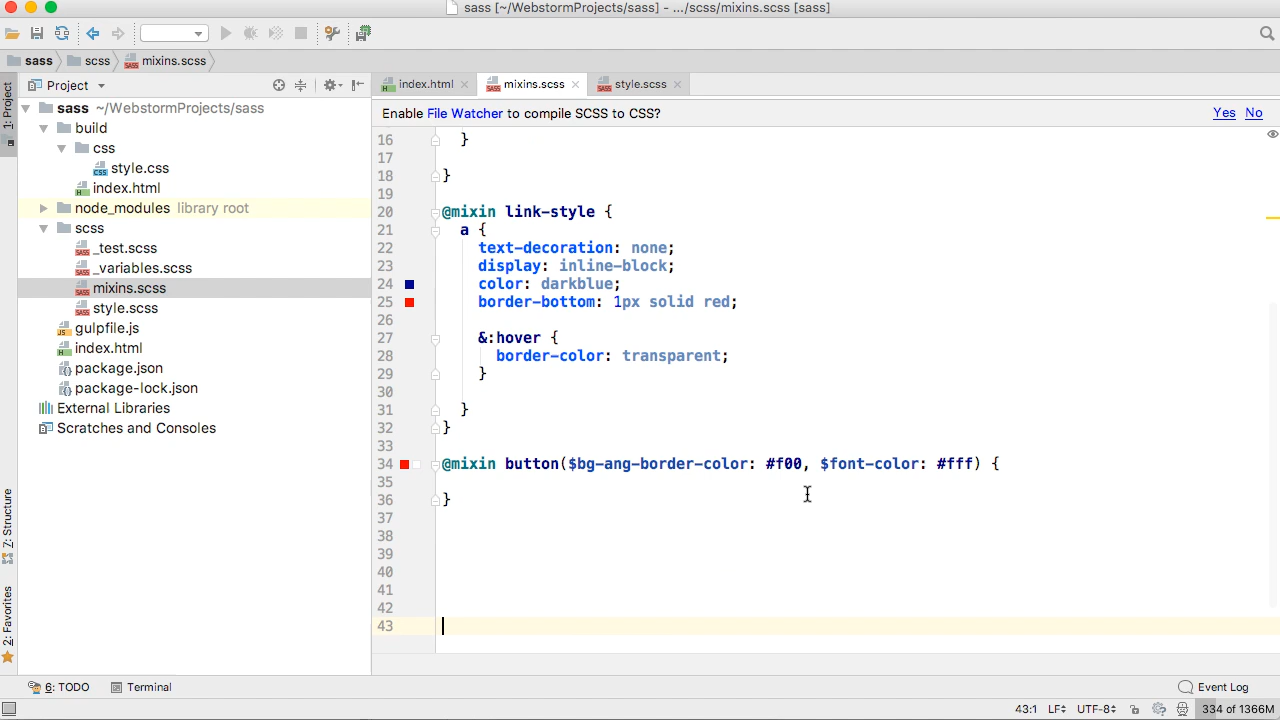 sass [~/WebstormProjects/sass] - .../scss/mixins.scss [sass]
sass scss mixins.scss
1: Project
Project
index.html mixins.scss style.scss
sass ~/WebstormProjects/sass
build
css
style.css
index.html
node_modules library root
scss
_test.scss
_variables.scss
mixins.scss
style.scss
gulpfile.js
index.html
package.json
package-lock.json
External Libraries
Scratches and Consoles
Enable File Watcher to compile SCSS to CSS? Yes No
16 }
17
18 }
19
20 @mixin link-style {
21 a {
22 text-decoration: none;
23 display: inline-block;
24 color: darkblue;
25 border-bottom: 1px solid red;
26
27 &:hover {
28 border-color: transparent;
29 }
30
31 }
32 }
33
34 @mixin button($bg-ang-border-color: #f00, $font-color: #fff) {
35
36 }
37
38
39
40
41
42
43
7: Structure
2: Favorites
6: TODO Terminal Event Log
43:1 LF UTF-8 334 of 1366M